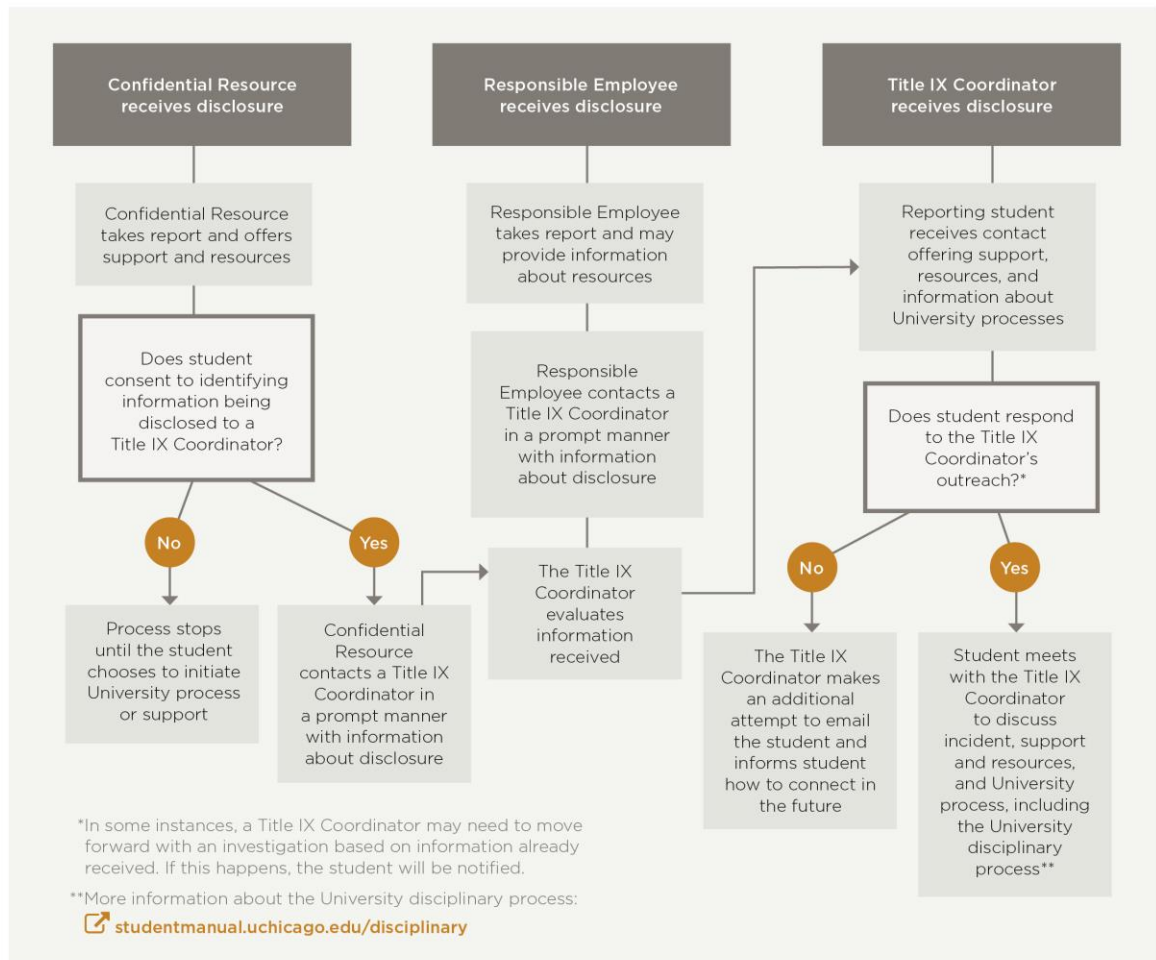 Confidential Resource
receives disclosure
Confidential Resource
takes report and offers
support and resources
Does student
consent to identifying
information being
disclosed to a
Title IX Coordinator?
No
Yes
Process stops
until the student
chooses to initiate
University process
or support
Confidential
Resource
contacts a Title IX
Coordinator in
a prompt manner
with information
about disclosure
Responsible Employee
receives disclosure
Responsible Employee
takes report and may
provide information
about resources
Responsible
Employee contacts a
Title IX Coordinator
in a prompt manner
with information
about disclosure
The Title IX
Coordinator
evaluates
information
received
Title IX Coordinator
receives disclosure
Reporting student
receives contact
offering support,
resources, and
information about
University processes
Does student respond
to the Title IX
Coordinator’s
outreach?*
No
Yes
The Title IX
Coordinator makes
an additional
attempt to email
the student and
informs student
how to connect in
the future
Student meets
with the Title IX
Coordinator
to discuss
incident, support
and resources,
and University
process, including
the University
disciplinary
process**
*In some instances, a Title IX Coordinator may need to move
forward with an investigation based on information already
received. If this happens, the student will be notified.
**More information about the University disciplinary process:
studentmanual.uchicago.edu/disciplinary